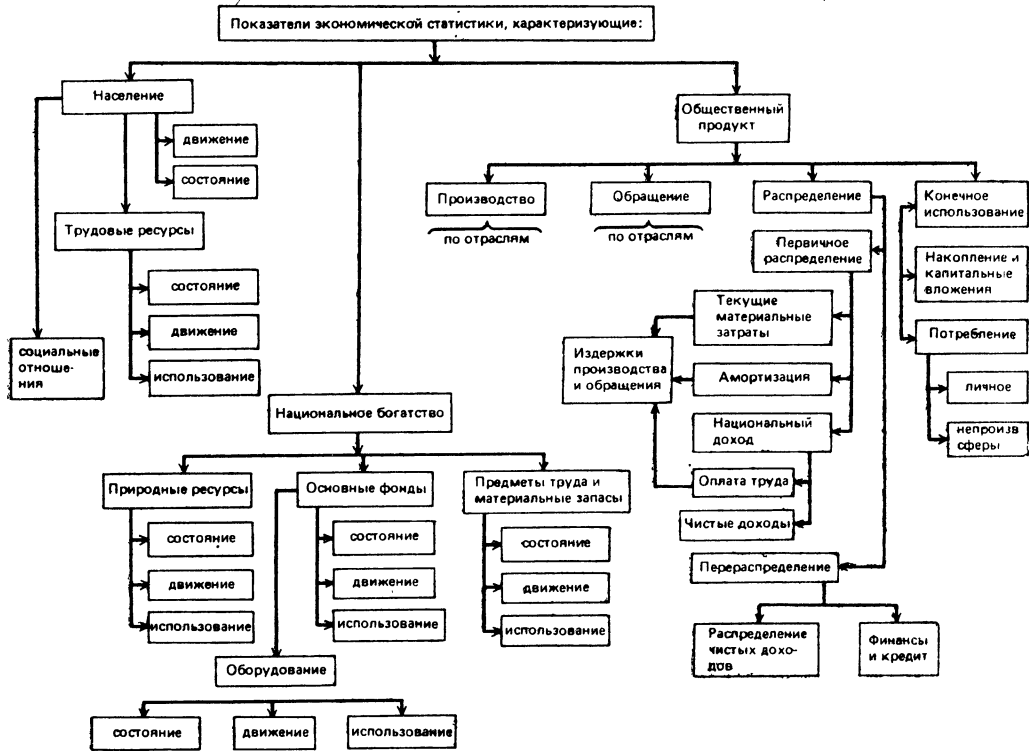 Показатели экономической статистики, характеризующие:
Население
движение
состояние
Трудовые ресурсы
состояние
движение
использование
социальные
отноше-
ния
Национальное богатство
Природные ресурсы
состояние
движение
использование
Основные фонды
состояние
движение
использование
Предметы труда и
материальные запасы
состояние
движение
использование
Оборудование
состояние
движение
использование
Общественный
продукт
Производство
по отраслям
Обращение
по отраслям
Распределение
Первичное
распределение
Текущие
материальные
затраты
Амортизация
Национальный
доход
Оплата труда
Чистые доходы
Издержки
производства
и обращения
Перераспределение
Распределение
чистых дохо-
дов
Финансы
и кредит
Конечное
использование
Накопление и
капитальные
вложения
Потребление
личное
непроизв
сферы